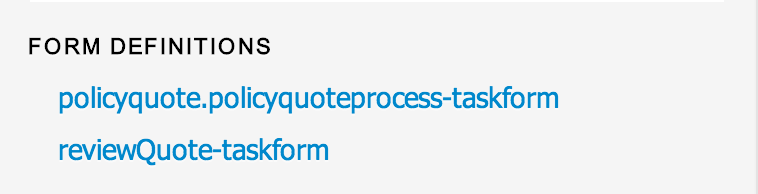 FORM DEFINITIONS
policyquote.policyquoteprocess-taskform
reviewQuote-taskform